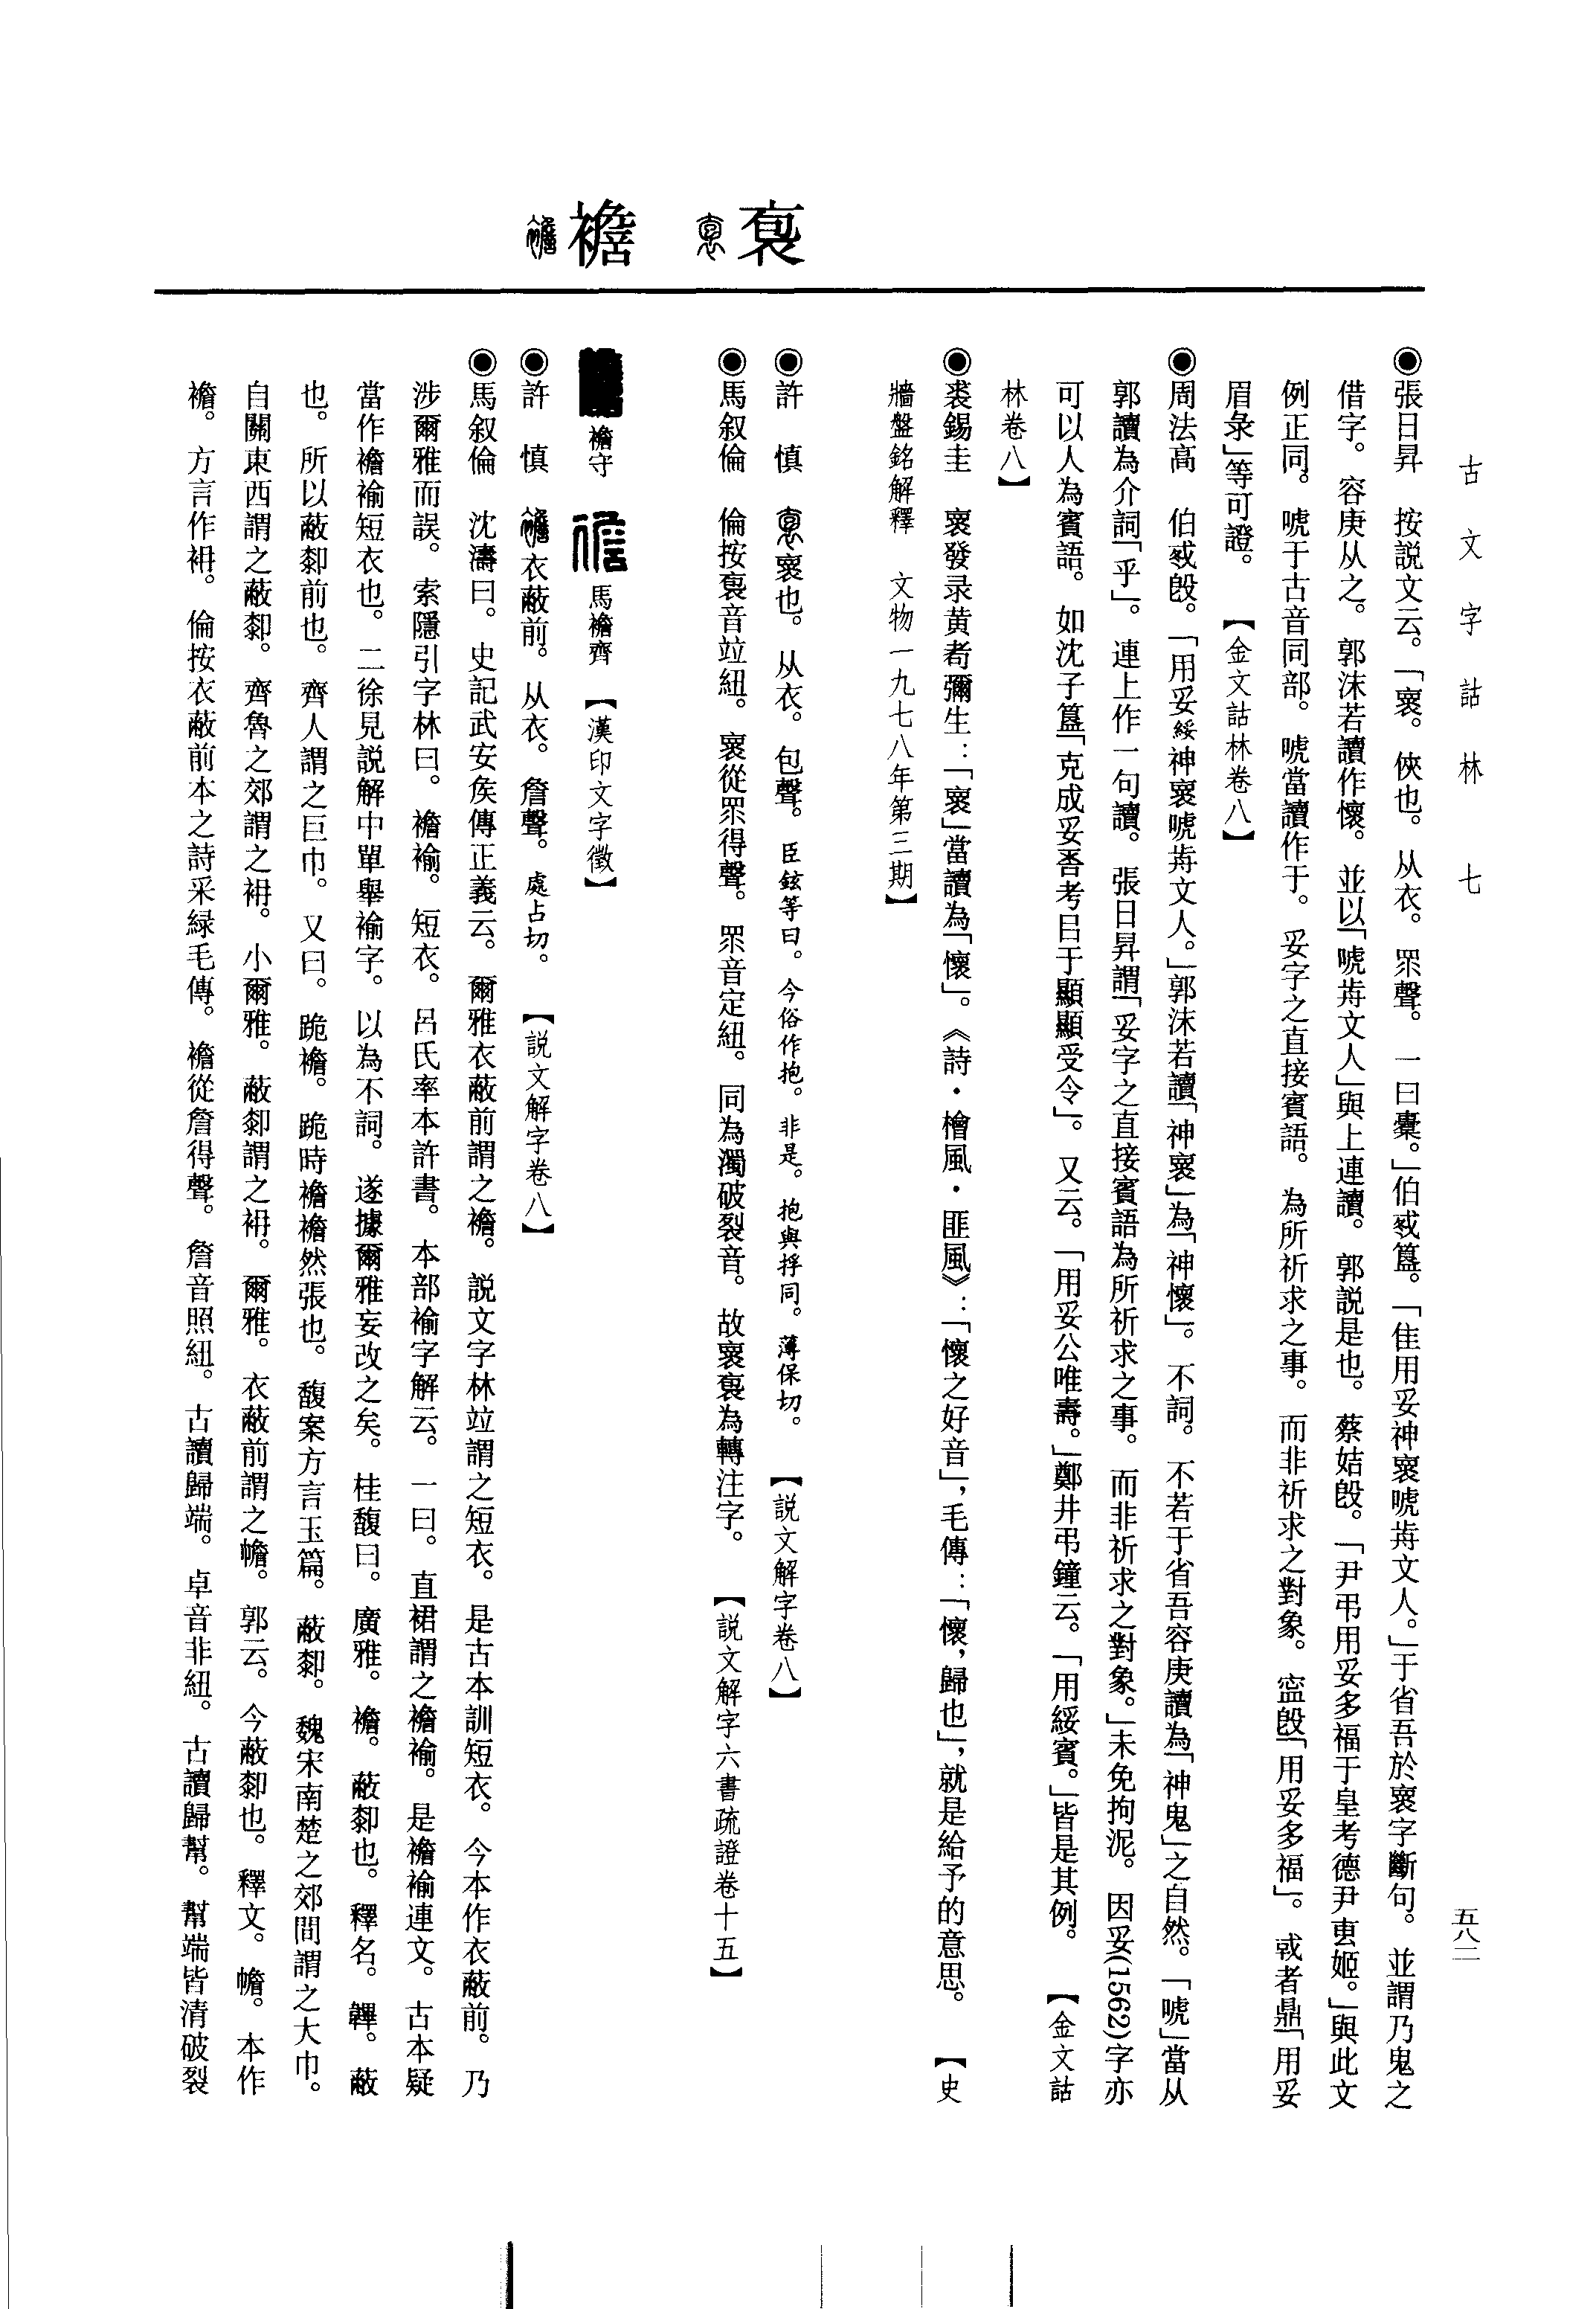 古文字詁林　七
五八二
袌
襜
◉張日昇　按説文云。「褱。俠也。从衣。眔聲。一曰橐。」伯㦰簋。「隹用妥神褱唬歬文人。」于省吾於褱字斷句。並謂乃鬼之
借字。容庚从之。郭沫若讀作懷。並以「唬歬文人」與上連讀。郭説是也。蔡姞𣪘。「尹弔用妥多福于皇考德尹叀姬。」與此文
例正同。唬于古音同部。唬當讀作于。妥字之直接賓語。為所祈求之事。而非祈求之對象。寍𣪘「用妥多福」。㦯者鼎「用妥
眉彔」等可證。　【金文詁林卷八】
◉周法高　伯㦰𣪘。「用妥綏神褱唬歬文人。」郭沫若讀「神褱」為「神懷」。不詞。不若于省吾容庚讀為「神鬼」之自然。「唬」當从
郭讀為介詞「乎」。連上作一句讀。張日昇謂「妥字之直接賓語為所祈求之事。而非祈求之對象。」未免拘泥。因妥(1562)字亦
可以人為賓語。如沈子簋「克成妥吾考㠯于顯顯受令」。又云。「用妥公唯壽。」鄭井弔鐘云。「用綏賓。」皆是其例。　【金文詁
林卷八】
◉裘錫圭　褱發录黄耇彌生：「褱」當讀為「懷」。《詩・檜風・匪風》：「懷之好音」，毛傳：「懷，歸也」，就是給予的意思。　【史
牆盤銘解釋　文物一九七八年第三期】
◉許　慎　褱也。从衣。包聲。臣鉉等曰。今俗作抱。非是。抱與捊同。薄保切。　【説文解字卷八】
◉馬叙倫　倫按袌音竝紐。褱從眔得聲。眔音定紐。同為濁破裂音。故褱袌為轉注字。　【説文解字六書疏證卷十五】
襜守　馬襜齊　【漢印文字徵】
◉許　慎　衣蔽前。从衣。詹聲。處占切。　【説文解字卷八】
◉馬叙倫　沈濤曰。史記武安矦傳正義云。爾雅衣蔽前謂之襜。説文字林竝謂之短衣。是古本訓短衣。今本作衣蔽前。乃
涉爾雅而誤。索隱引字林曰。襜褕。短衣。呂氏率本許書。本部褕字解云。一曰。直裾謂之襜褕。是襜褕連文。古本疑
當作襜褕短衣也。二徐見説解中單舉褕字。以為不詞。遂據爾雅妄改之矣。桂馥曰。廣雅。襜。蔽厀也。釋名。韠。蔽
也。所以蔽厀前也。齊人謂之巨巾。又曰。跪襜。跪時襜襜然張也。馥案方言玉篇。蔽厀。魏宋南楚之郊間謂之大巾。
自關東西謂之蔽厀。齊魯之郊謂之袡。小爾雅。蔽厀謂之袡。爾雅。衣蔽前謂之襜。郭云。今蔽厀也。釋文。幨。本作
襜。方言作袡。倫按衣蔽前本之詩采緑毛傳。襜從詹得聲。詹音照紐。古讀歸端。卓音非紐。古讀歸幫。幫端皆清破裂